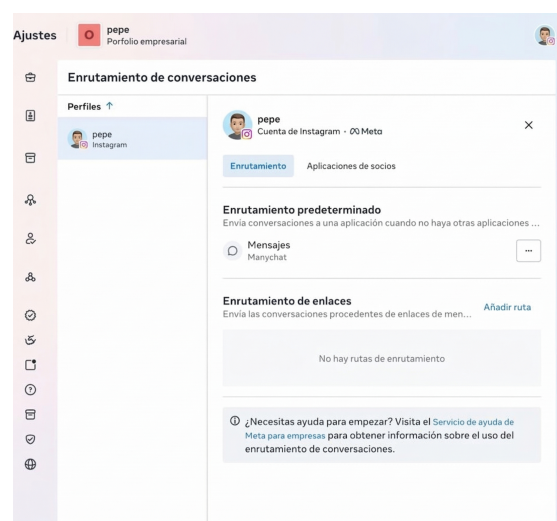 Ajustes
O
pepe
Porfolio empresarial
Enrutamiento de conversaciones
Perfiles ↑
pepe
Instagram
pepe
Cuenta de Instagram · Meta
Enrutamiento
Aplicaciones de socios
Enrutamiento predeterminado
Envía conversaciones a una aplicación cuando no haya otras aplicaciones ...
Mensajes
Manychat
...
Enrutamiento de enlaces
Envía las conversaciones procedentes de enlaces de men...
Añadir ruta
No hay rutas de enrutamiento
¿Necesitas ayuda para empezar? Visita el Servicio de ayuda de
Meta para empresas para obtener información sobre el uso del
enrutamiento de conversaciones.